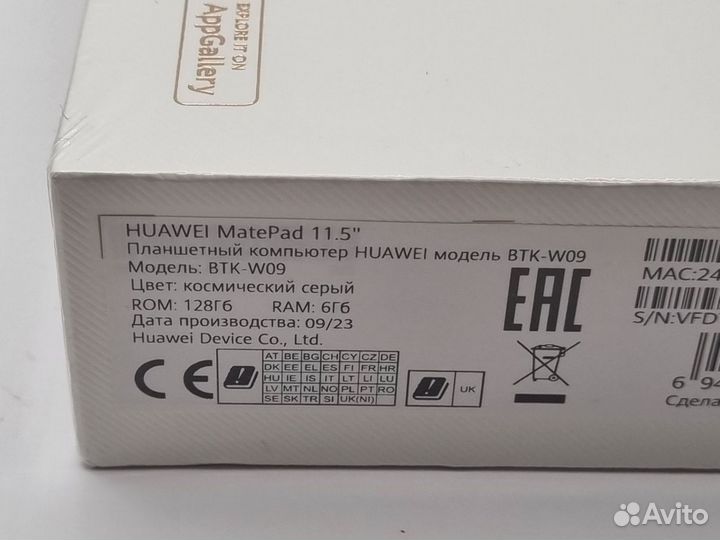 EXPLORE IT ON
AppGallery
HUAWEI MatePad 11.5"
Планшетный компьютер HUAWEI модель BTK-W09
Модель: BTK-W09
Цвет: космический серый
ROM: 128Гб RAM: 6Гб
Дата производства: 09/23
Huawei Device Co., Ltd.
EAC
MAC:24
S/N:VFD
CE
AT BE BG CH CY CZ DE
DK EE EL ES FI FR HR
HU IE IS IT LT LI LU
LV MT NL NO PL PT RO
SE SK TR SI UK(NI)
UK
6 94
Сдела
Avito